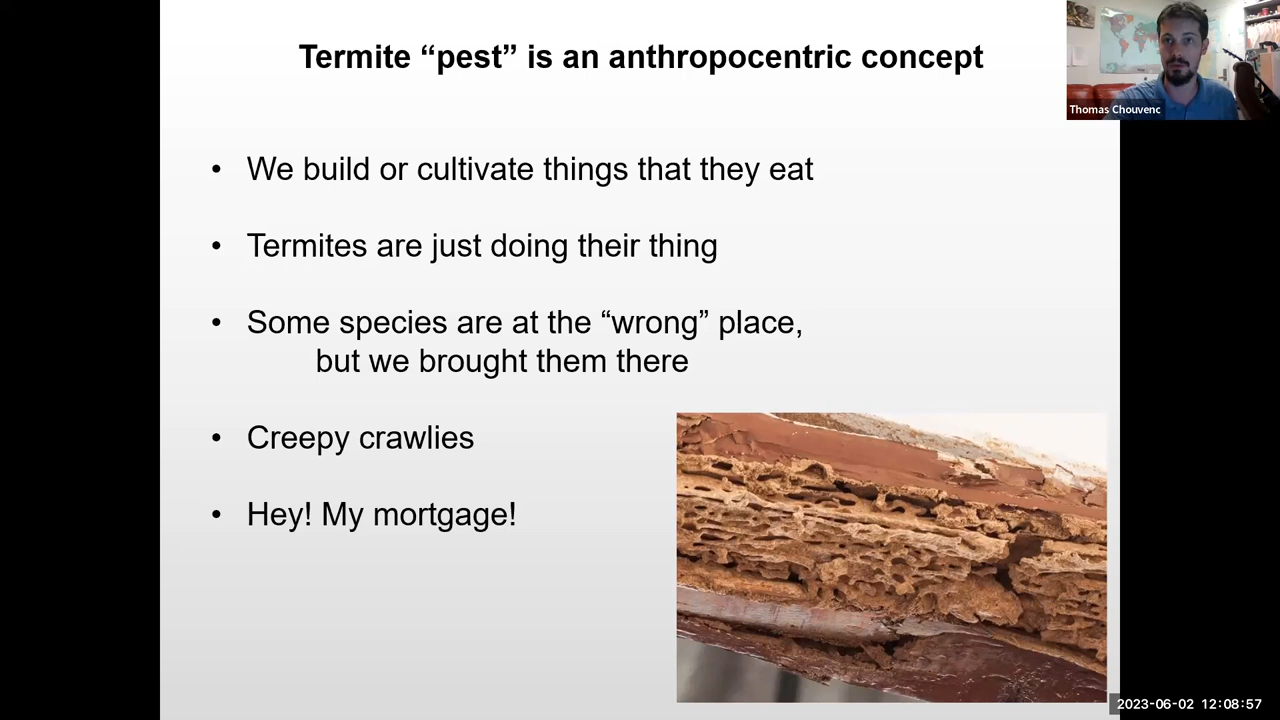 Termite “pest” is an anthropocentric concept
Thomas Chouvenc
• We build or cultivate things that they eat
• Termites are just doing their thing
• Some species are at the “wrong” place,
but we brought them there
• Creepy crawlies
• Hey! My mortgage!
2023-06-02 12:08:57